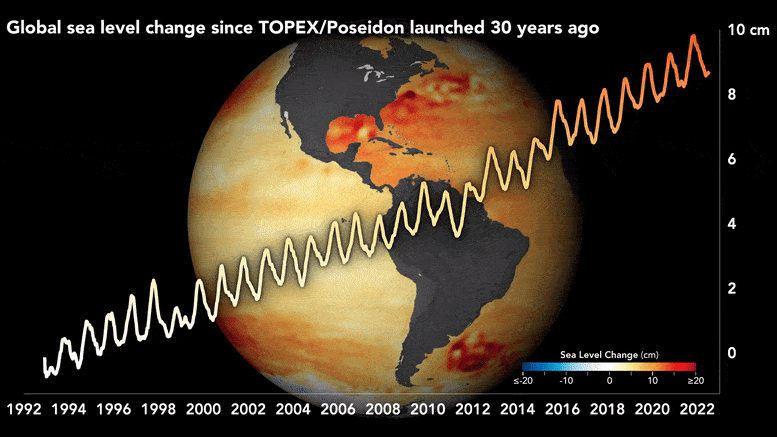 Global sea level change since TOPEX/Poseidon launched 30 years ago
10 cm
8
6
4
2
0
Sea Level Change (cm)
≤-20 -10 0 10 ≥20
1992 1994 1996 1998 2000 2002 2004 2006 2008 2010 2012 2014 2016 2018 2020 2022